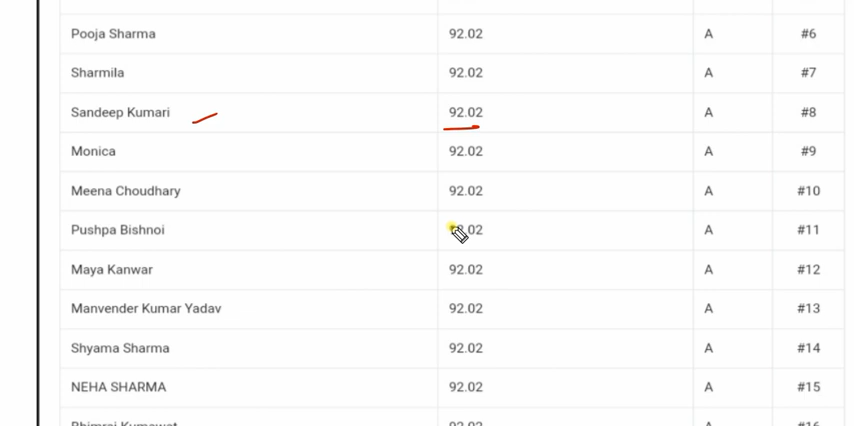 Pooja Sharma 92.02 A #6
Sharmila 92.02 A #7
Sandeep Kumari 92.02 A #8
Monica 92.02 A #9
Meena Choudhary 92.02 A #10
Pushpa Bishnoi A #11
Maya Kanwar 92.02 A #12
Manvender Kumar Yadav 92.02 A #13
Shyama Sharma 92.02 A #14
NEHA SHARMA 92.02 A #15